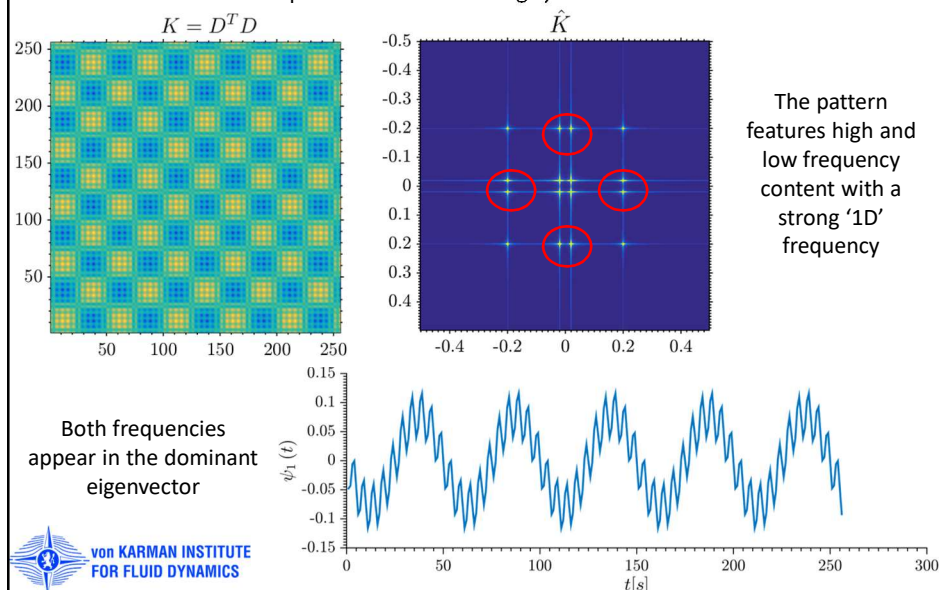 K = D^T D
250
200
150
100
50
50 100 150 200 250
K̂
-0.5
-0.4
-0.3
-0.2
-0.1
0
0.1
0.2
0.3
0.4
-0.4 -0.2 0 0.2 0.4
The pattern
features high and
low frequency
content with a
strong ‘1D’
frequency
Both frequencies
appear in the dominant
eigenvector
0.15
0.1
0.05
0
-0.05
-0.1
-0.15
ψ₁(t)
0 50 100 150 200 250 300
t[s]
von KARMAN INSTITUTE
FOR FLUID DYNAMICS